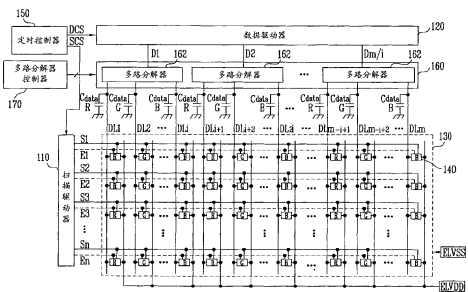 150
定时控制器
DCS
SCS
数据驱动器
120
D1
D2
Dm/i
162
162
162
多路分解器
多路分解器
...
多路分解器
160
多路分解器
控制器
170
Cdata
R
Cdata
G
Cdata
B
Cdata
R
Cdata
G
Cdata
B
Cdata
R
Cdata
G
Cdata
B
DL1
DL2
DLi
DLi+1
DLi+2
DLm-i+1
DLm-i+2
DLm
130
110
扫描驱动器
S1
E1
S2
E2
S3
E3
Sn
En
140
ELVSS
ELVDD